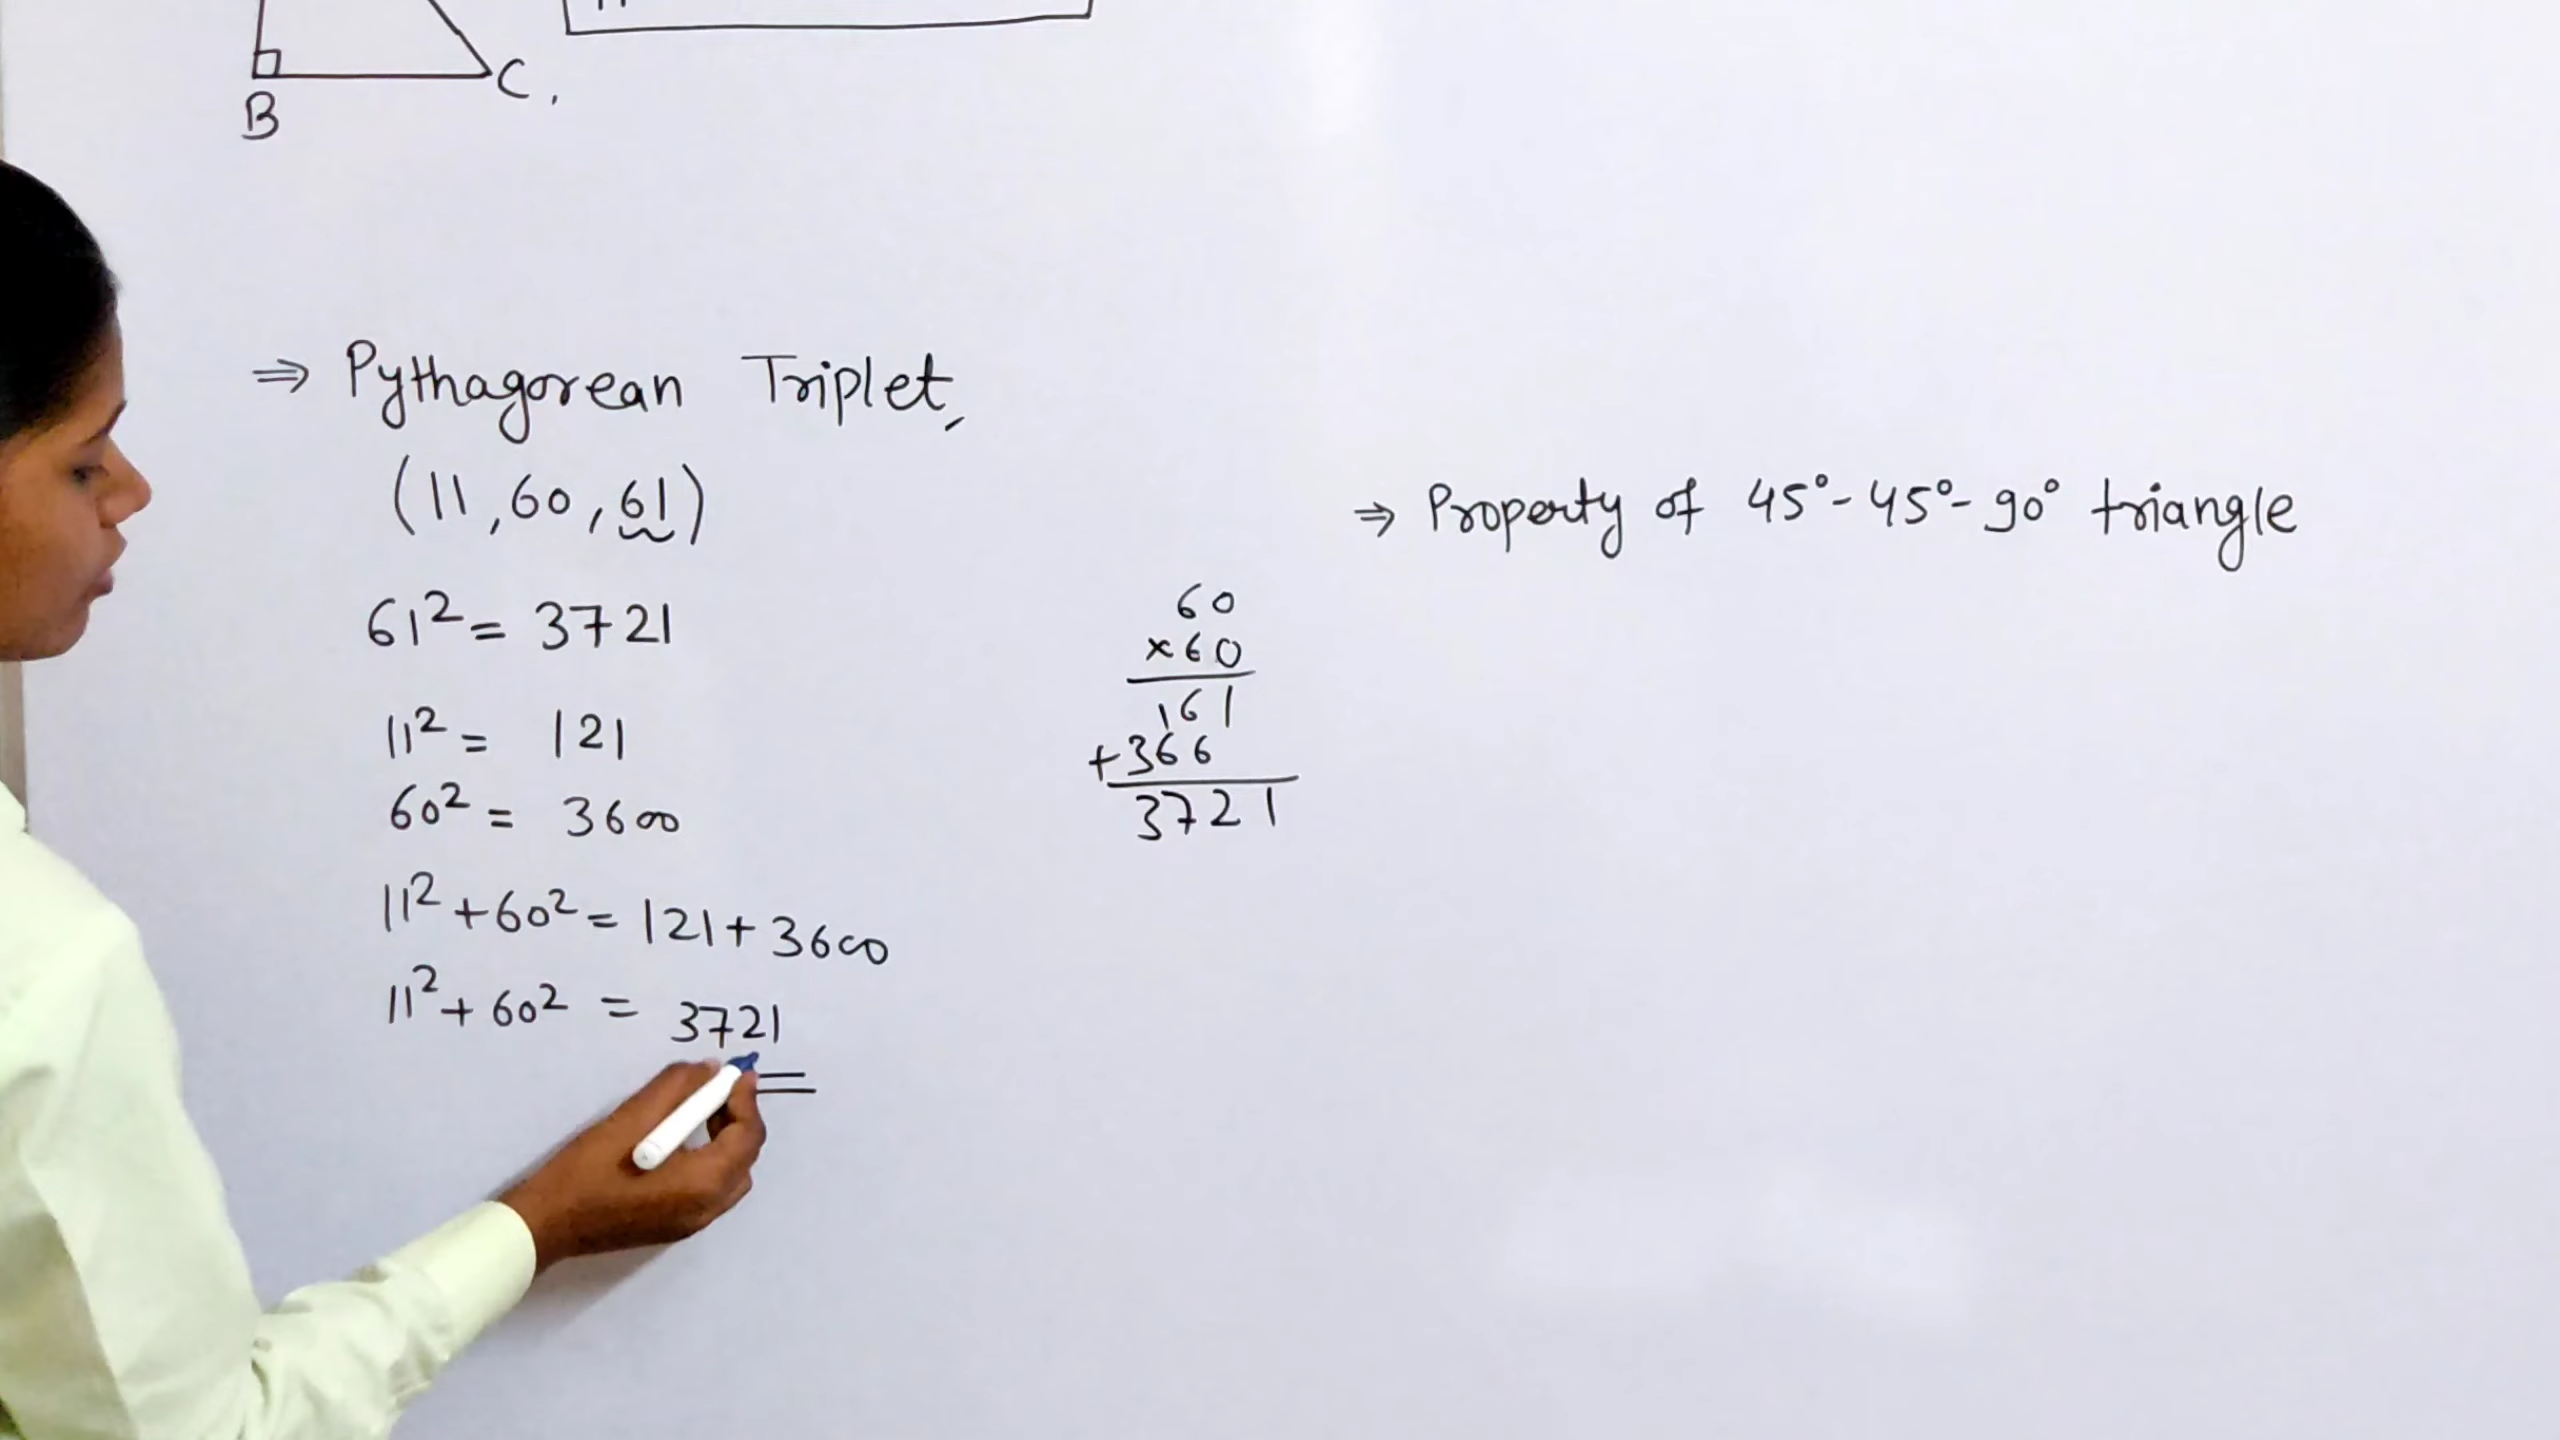 B
C.
⇒ Pythagorean Triplet,
(11, 60, 61)
61² = 3721
11² = 121
60² = 3600
11² + 60² = 121 + 3600
11² + 60² = 3721
60
x60
161
+366
3721
⇒ Property of 45°-45°-90° triangle